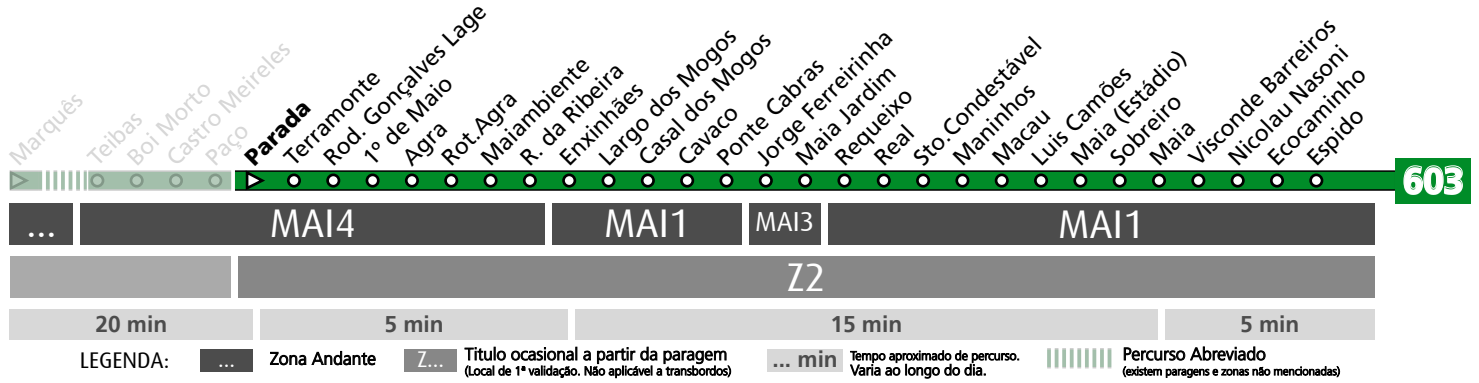 Marquês
Teibas
Boi Morto
Castro Meireles
Paço
Parada
Terramonte
Rod. Gonçalves Lage
1º de Maio
Agra
Rot.Agra
Maiambiente
R. da Ribeira
Enxinhães
Largo dos Mogos
Casal dos Mogos
Cavaco
Ponte Cabras
Jorge Ferreirinha
Maia Jardim
Requeixo
Real
Sto.Condestável
Maninhos
Macau
Luis Camões
Maia (Estádio)
Sobreiro
Maia
Visconde Barreiros
Nicolau Nasoni
Ecocaminho
Espido
603
... MAI4 MAI1 MAI3 MAI1
Z2
20 min 5 min 15 min 5 min
LEGENDA: ... Zona Andante Z... Titulo ocasional a partir da paragem
(Local de 1ª validação. Não aplicável a transbordos)
... min Tempo aproximado de percurso.
Varia ao longo do dia.
Percurso Abreviado
(existem paragens e zonas não mencionadas)